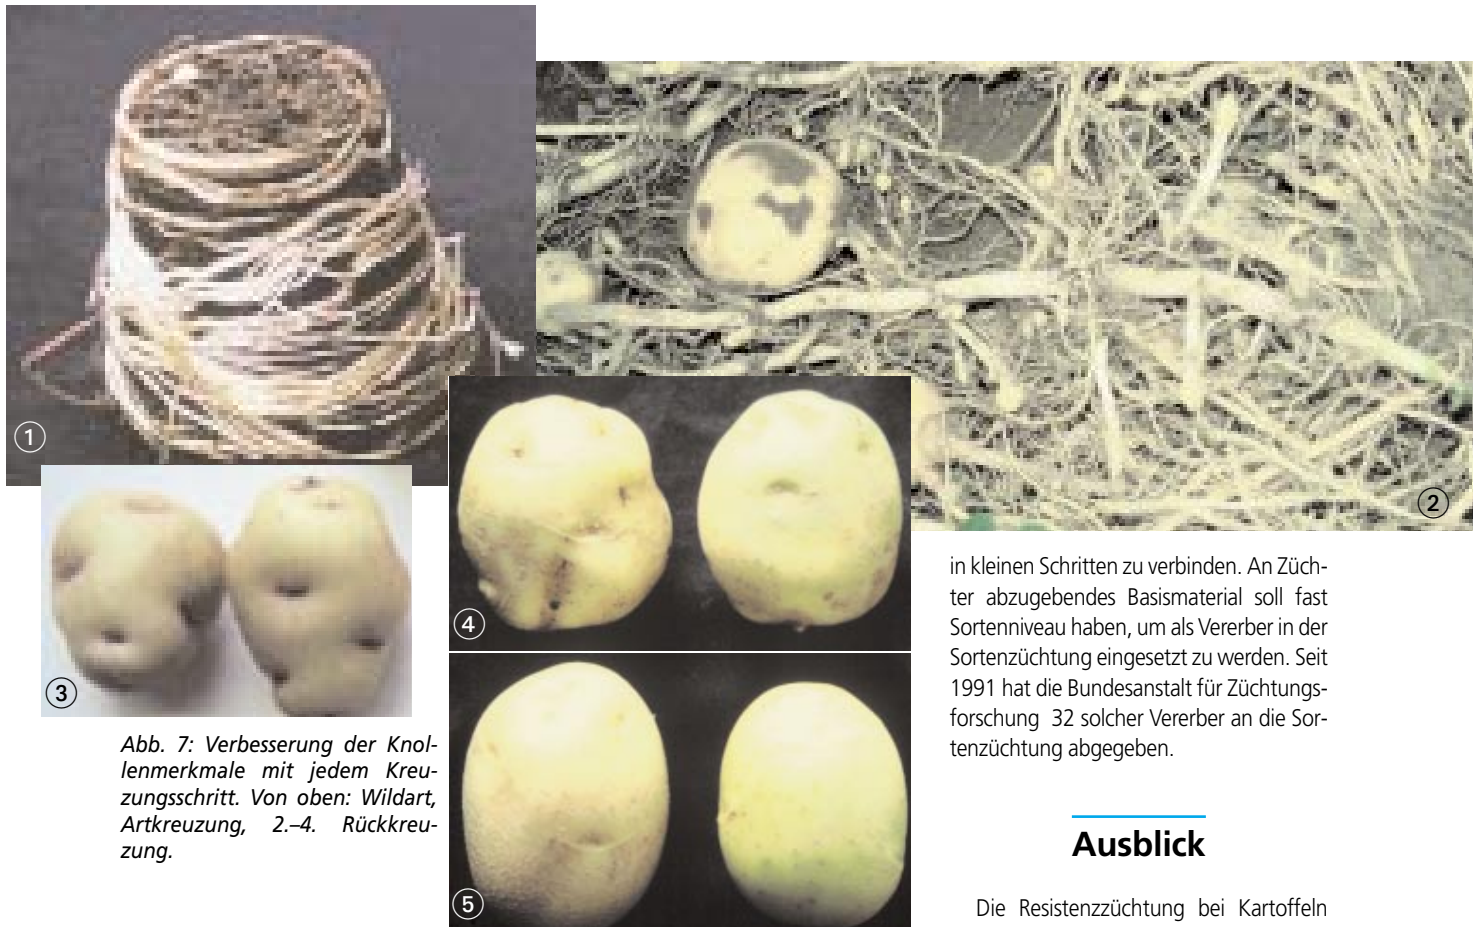 1
2
3
4
5
Abb. 7: Verbesserung der Knol-
lenmerkmale mit jedem Kreu-
zungsschritt. Von oben: Wildart,
Artkreuzung, 2.–4. Rückkreu-
zung.
in kleinen Schritten zu verbinden. An Züch-
ter abzugebendes Basismaterial soll fast
Sortenniveau haben, um als Vererber in der
Sortenzüchtung eingesetzt zu werden. Seit
1991 hat die Bundesanstalt für Züchtungs-
forschung 32 solcher Vererber an die Sor-
tenzüchtung abgegeben.
Ausblick
Die Resistenzzüchtung bei Kartoffeln